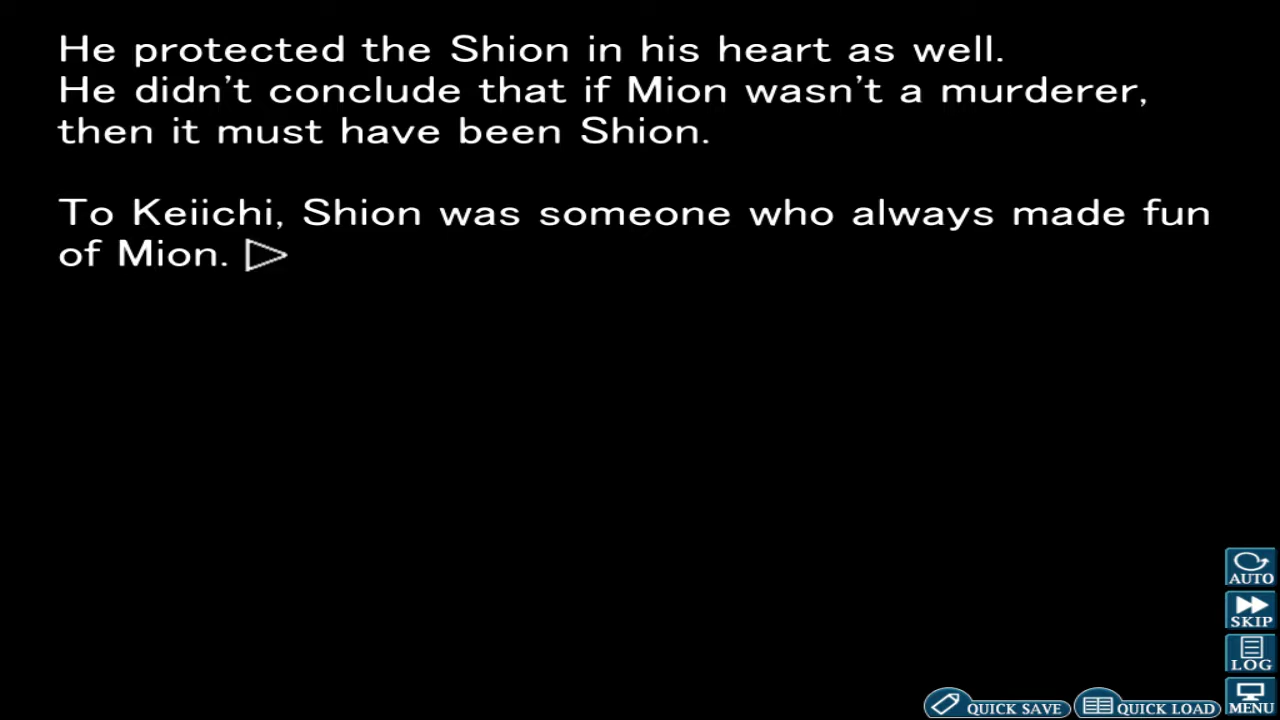 He protected the Shion in his heart as well.
He didn't conclude that if Mion wasn't a murderer,
then it must have been Shion.
To Keiichi, Shion was someone who always made fun
of Mion.
AUTO
SKIP
LOG
MENU
QUICK SAVE
QUICK LOAD